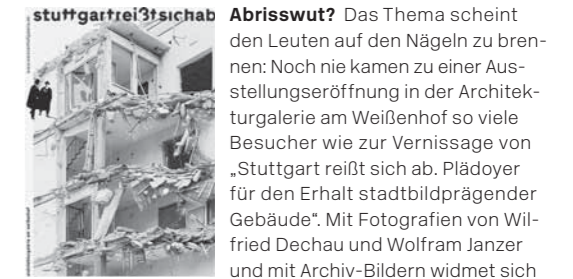 stuttgartreißtsichab
Abrisswut? Das Thema scheint
den Leuten auf den Nägeln zu bren-
nen: Noch nie kamen zu einer Aus-
stellungseröffnung in der Architek-
turgalerie am Weißenhof so viele
Besucher wie zur Vernissage von
„Stuttgart reißt sich ab. Plädoyer
für den Erhalt stadtbildprägender
Gebäude“. Mit Fotografien von Wil-
fried Dechau und Wolfram Janzer
und mit Archiv-Bildern widmet sich